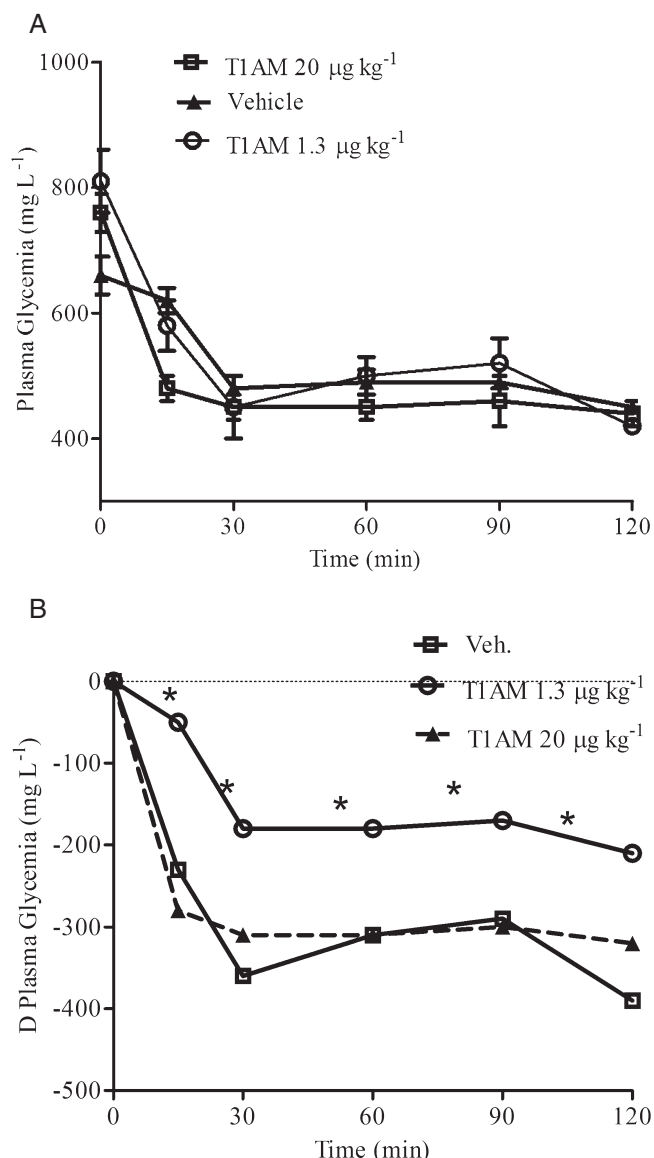 A
T1AM 20 µg kg-1
Vehicle
T1AM 1.3 µg kg-1
Plasma Glycemia (mg L-1)
1000
800
600
400
0 30 60 90 120
Time (min)
B
Veh.
T1AM 1.3 µg kg-1
T1AM 20 µg kg-1
D Plasma Glycemia (mg L-1)
0
-100
-200
-300
-400
-500
* * * * *
0 30 60 90 120
Time (min)